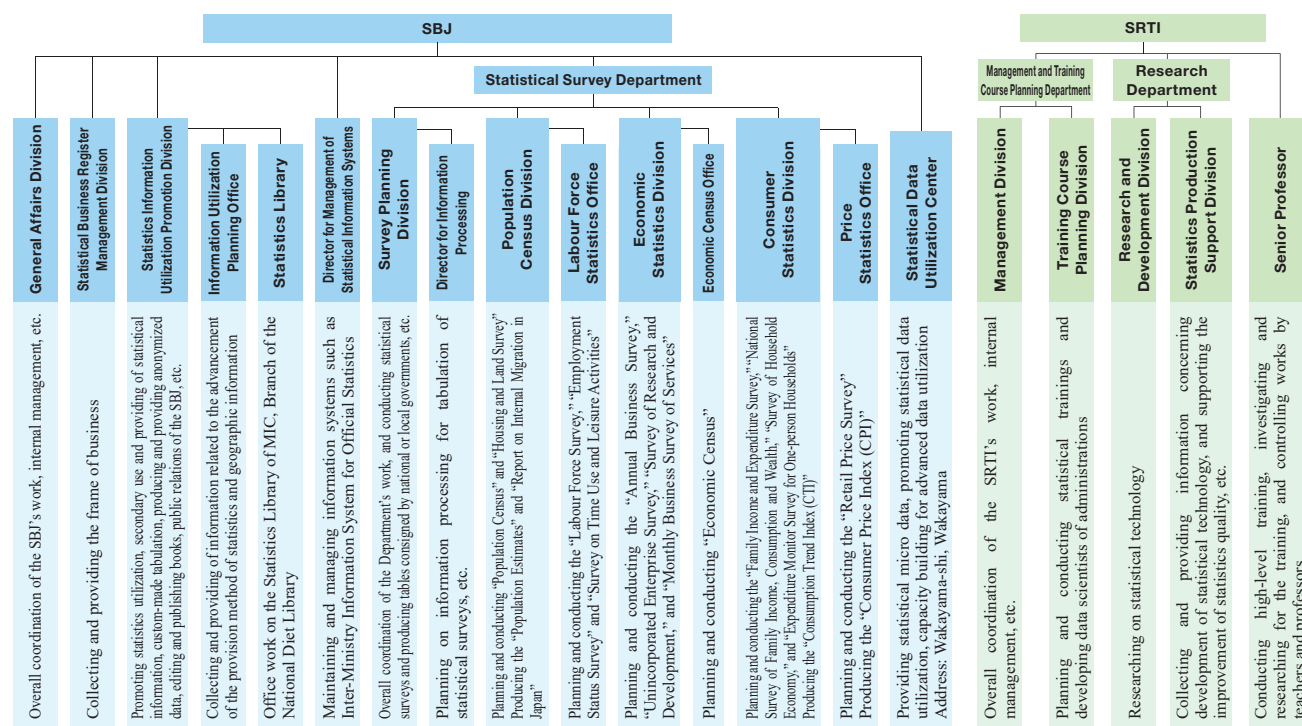 SBJ
Statistical Survey Department
General Affairs Division
Overall coordination of the SBJ's work, internal management, etc.
Statistical Business Register
Management Division
Collecting and providing the frame of business
Statistics Information
Utilization Promotion Division
Promoting statistics utilization, secondary use and providing of statistical
information, custom-made tabulation, producing and providing anonymized
data, editing and publishing books, public relations of the SBJ, etc.
Information Utilization
Planning Office
Collecting and providing of information related to the advancement
of the provision method of statistics and geographic information
Statistics Library
Office work on the Statistics Library of MIC, Branch of the
National Diet Library
Director for Management of
Statistical Information Systems
Maintaining and managing information systems such as
Inter-Ministry Information System for Official Statistics
Survey Planning
Division
Overall coordination of the Department's work, and conducting statistical
surveys and producing tables consigned by national or local governments, etc.
Director for Information
Processing
Planning on information processing for tabulation of
statistical surveys, etc.
Population
Census Division
Planning and conducting “Population Census” and “Housing and Land Survey”
Producing the “Population Estimates” and “Report on Internal Migration in
Japan”
Labour Force
Statistics Office
Planning and conducting the “Labour Force Survey,” “Employment
Status Survey” and “Survey on Time Use and Leisure Activities”
Economic
Statistics Division
Planning and conducting the “Annual Business Survey,”
“Unincorporated Enterprise Survey,” “Survey of Research and
Development,” and “Monthly Business Survey of Services”
Economic Census Office
Planning and conducting “Economic Census”
Consumer
Statistics Division
Planning and conducting the “Family Income and Expenditure Survey,” “National
Survey of Family Income, Consumption and Wealth,” “Survey of Household
Economy,” and “Expenditure Monitor Survey for One-person Households”
Producing the “Consumption Trend Index (CTI)”
Price
Statistics Office
Planning and conducting the “Retail Price Survey”
Producing the “Consumer Price Index (CPI)”
Statistical Data
Utilization Center
Providing statistical micro data, promoting statistical data
utilization, capacity building for advanced data utilization
Address: Wakayama-shi, Wakayama
SRTI
Management and Training
Course Planning Department
Research
Department
Management Division
Overall coordination of the SRTI's work, internal
management, etc.
Training Course
Planning Division
Planning and conducting statistical trainings and
developing data scientists of administrations
Research and
Development Division
Researching on statistical technology
Statistics Production
Support Division
Collecting and providing information concerning
development of statistical technology, and supporting the
improvement of statistics quality, etc.
Senior Professor
Conducting high-level training, investigating and
researching for the training, and controlling works by
teachers and professors